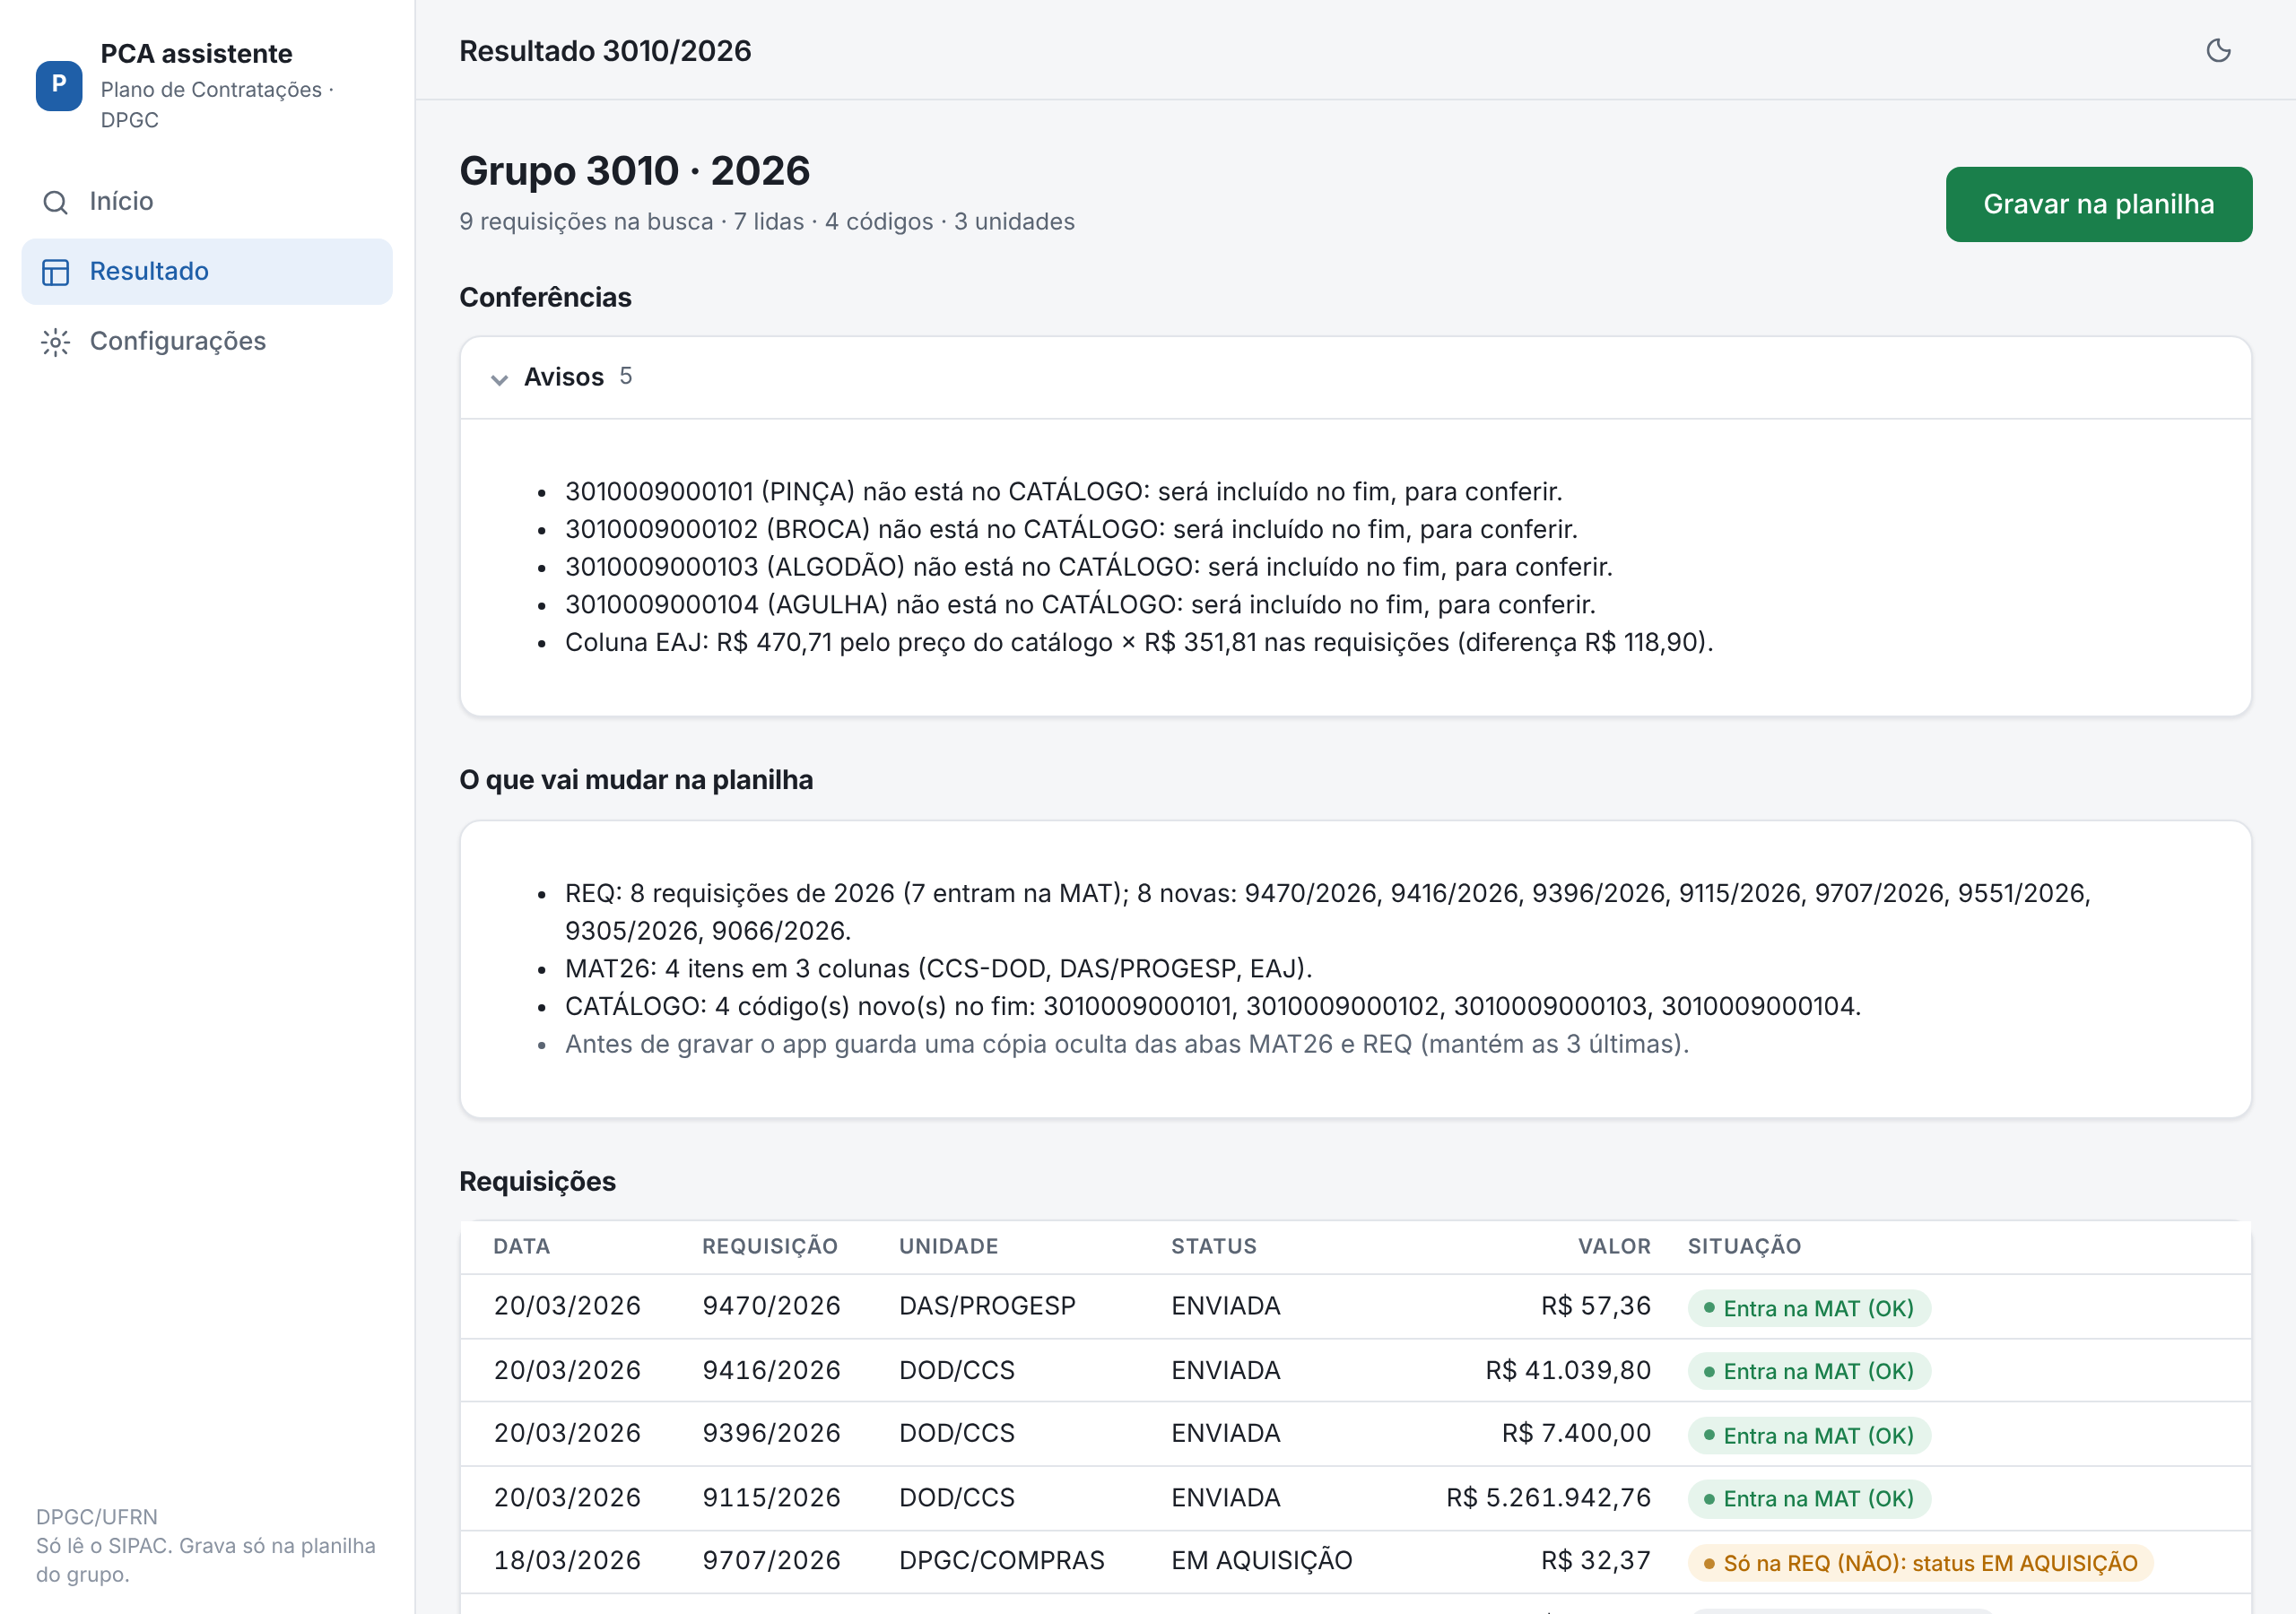 P
PCA assistente
Plano de Contratações ·
DPGC
Início
Resultado
Configurações
DPGC/UFRN
Só lê o SIPAC. Grava só na planilha
do grupo.
Resultado 3010/2026
Grupo 3010 · 2026
9 requisições na busca · 7 lidas · 4 códigos · 3 unidades
Gravar na planilha
Conferências
Avisos 5
• 3010009000101 (PINÇA) não está no CATÁLOGO: será incluído no fim, para conferir.
• 3010009000102 (BROCA) não está no CATÁLOGO: será incluído no fim, para conferir.
• 3010009000103 (ALGODÃO) não está no CATÁLOGO: será incluído no fim, para conferir.
• 3010009000104 (AGULHA) não está no CATÁLOGO: será incluído no fim, para conferir.
• Coluna EAJ: R$ 470,71 pelo preço do catálogo × R$ 351,81 nas requisições (diferença R$ 118,90).
O que vai mudar na planilha
• REQ: 8 requisições de 2026 (7 entram na MAT); 8 novas: 9470/2026, 9416/2026, 9396/2026, 9115/2026, 9707/2026, 9551/2026,
9305/2026, 9066/2026.
• MAT26: 4 itens em 3 colunas (CCS-DOD, DAS/PROGESP, EAJ).
• CATÁLOGO: 4 código(s) novo(s) no fim: 3010009000101, 3010009000102, 3010009000103, 3010009000104.
• Antes de gravar o app guarda uma cópia oculta das abas MAT26 e REQ (mantém as 3 últimas).
Requisições
DATA REQUISIÇÃO UNIDADE STATUS VALOR SITUAÇÃO
20/03/2026 9470/2026 DAS/PROGESP ENVIADA R$ 57,36 Entra na MAT (OK)
20/03/2026 9416/2026 DOD/CCS ENVIADA R$ 41.039,80 Entra na MAT (OK)
20/03/2026 9396/2026 DOD/CCS ENVIADA R$ 7.400,00 Entra na MAT (OK)
20/03/2026 9115/2026 DOD/CCS ENVIADA R$ 5.261.942,76 Entra na MAT (OK)
18/03/2026 9707/2026 DPGC/COMPRAS EM AQUISIÇÃO R$ 32,37 Só na REQ (NÃO): status EM AQUISIÇÃO